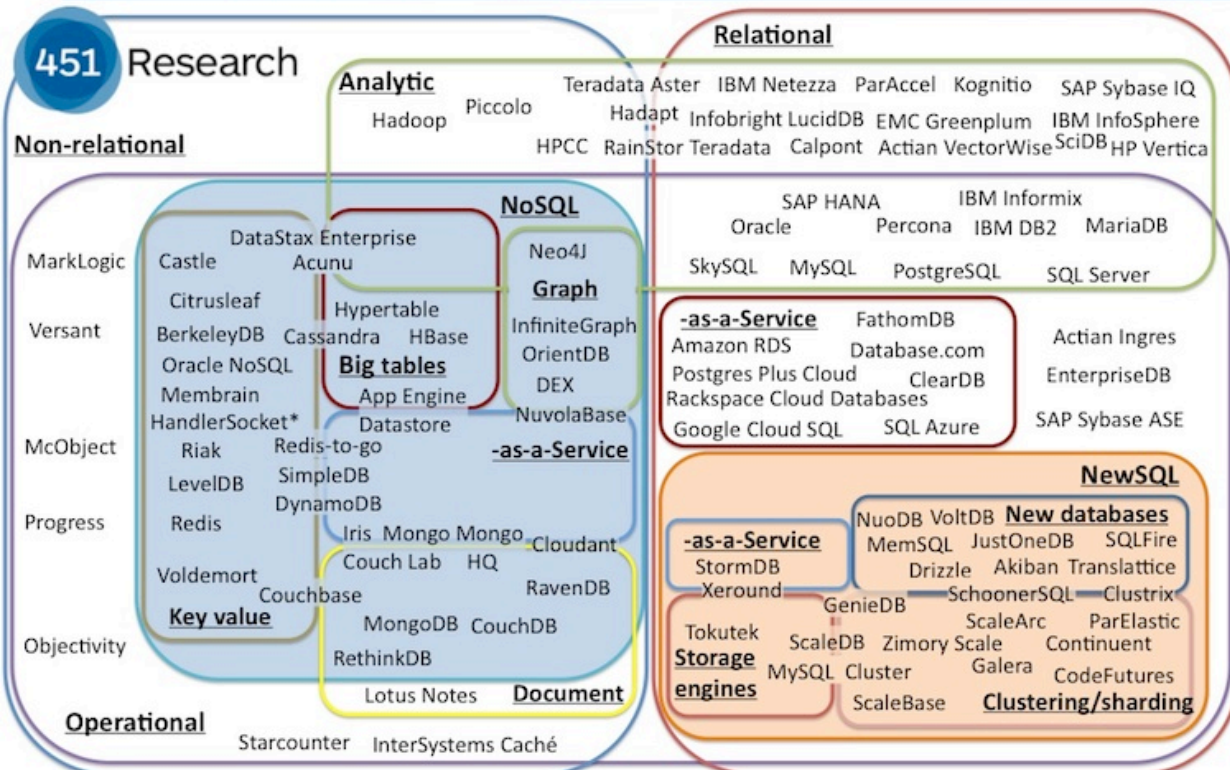 451 Research
Relational
Analytic
Teradata Aster IBM Netezza ParAccel Kognitio SAP Sybase IQ
Hadoop Piccolo Hadapt Infobright LucidDB EMC Greenplum IBM InfoSphere
HPCC RainStor Teradata Calpont Actian VectorWise SciDB HP Vertica
Non-relational
NoSQL
SAP HANA IBM Informix
Oracle Percona IBM DB2 MariaDB
SkySQL MySQL PostgreSQL SQL Server
MarkLogic
Versant
McObject
Progress
Objectivity
DataStax Enterprise
Castle Acunu
Citrusleaf
BerkeleyDB Cassandra
Oracle NoSQL
Membrain
HandlerSocket*
Riak Redis-to-go
LevelDB SimpleDB
DynamoDB
Redis
Voldemort
Couchbase
Key value
Hypertable
HBase
Big tables
App Engine
Datastore
Neo4J
Graph
InfiniteGraph
OrientDB
DEX
NuvolaBase
-as-a-Service
Iris Mongo Mongo Cloudant
Couch Lab HQ
RavenDB
MongoDB CouchDB
RethinkDB
Lotus Notes Document
Operational
Starcounter InterSystems Caché
-as-a-Service FathomDB
Amazon RDS Database.com
Postgres Plus Cloud ClearDB
Rackspace Cloud Databases
Google Cloud SQL SQL Azure
Actian Ingres
EnterpriseDB
SAP Sybase ASE
NewSQL
-as-a-Service
StormDB
Xeround
NuoDB VoltDB New databases
MemSQL JustOneDB SQLFire
Drizzle Akiban Translattice
SchoonerSQL Clustrix
GenieDB
ScaleArc ParElastic
Tokutek ScaleDB Zimory Scale Continuent
Storage
engines
MySQL Cluster Galera CodeFutures
ScaleBase Clustering/sharding